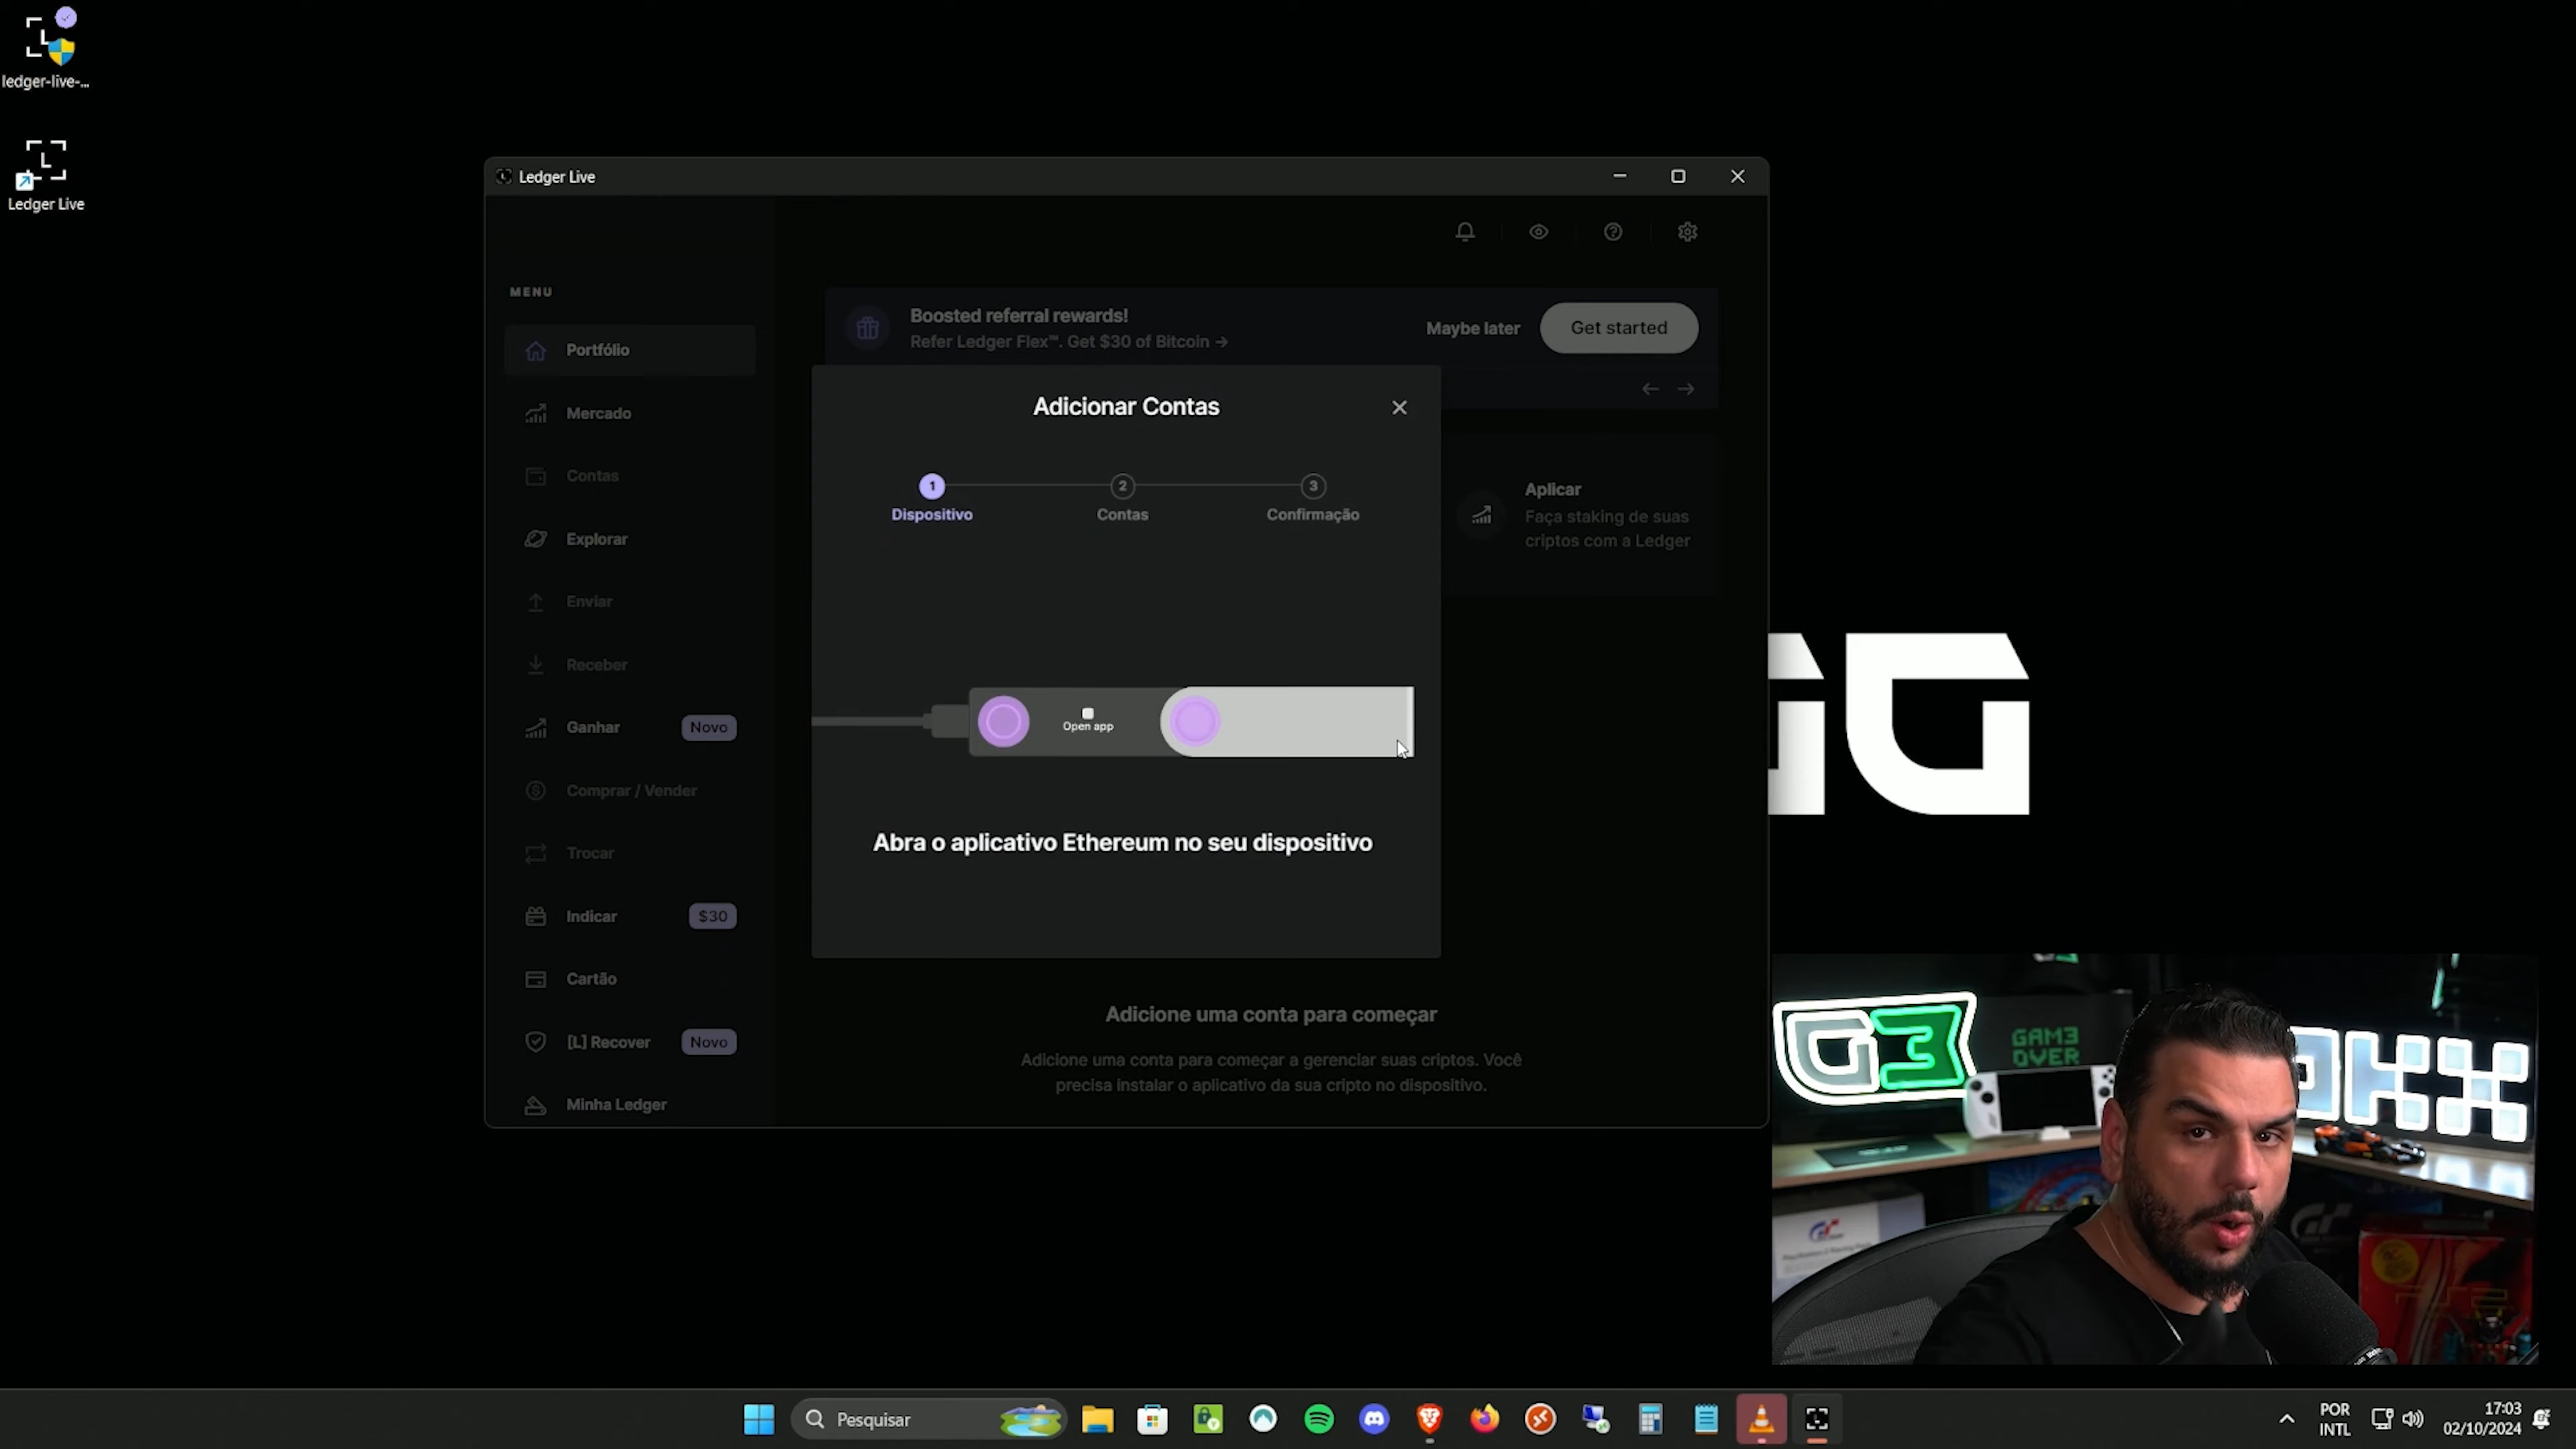 ledger-live-...
Ledger Live
Ledger Live
MENU
Portfólio
Mercado
Contas
Explorar
Enviar
Receber
Ganhar
Novo
Comprar / Vender
Trocar
Indicar
$30
Cartão
[L] Recover
Novo
Minha Ledger
Boosted referral rewards!
Refer Ledger Flex™. Get $30 of Bitcoin →
Maybe later
Get started
Adicionar Contas
1
2
3
Dispositivo
Contas
Confirmação
Open app
Abra o aplicativo Ethereum no seu dispositivo
Aplicar
Faça staking de suas
criptos com a Ledger
Adicione uma conta para começar
Adicione uma conta para começar a gerenciar suas criptos. Você
precisa instalar o aplicativo da sua cripto no dispositivo.
G
G3
GAM3
OVER
OKX
Pesquisar
POR
INTL
17:03
02/10/2024